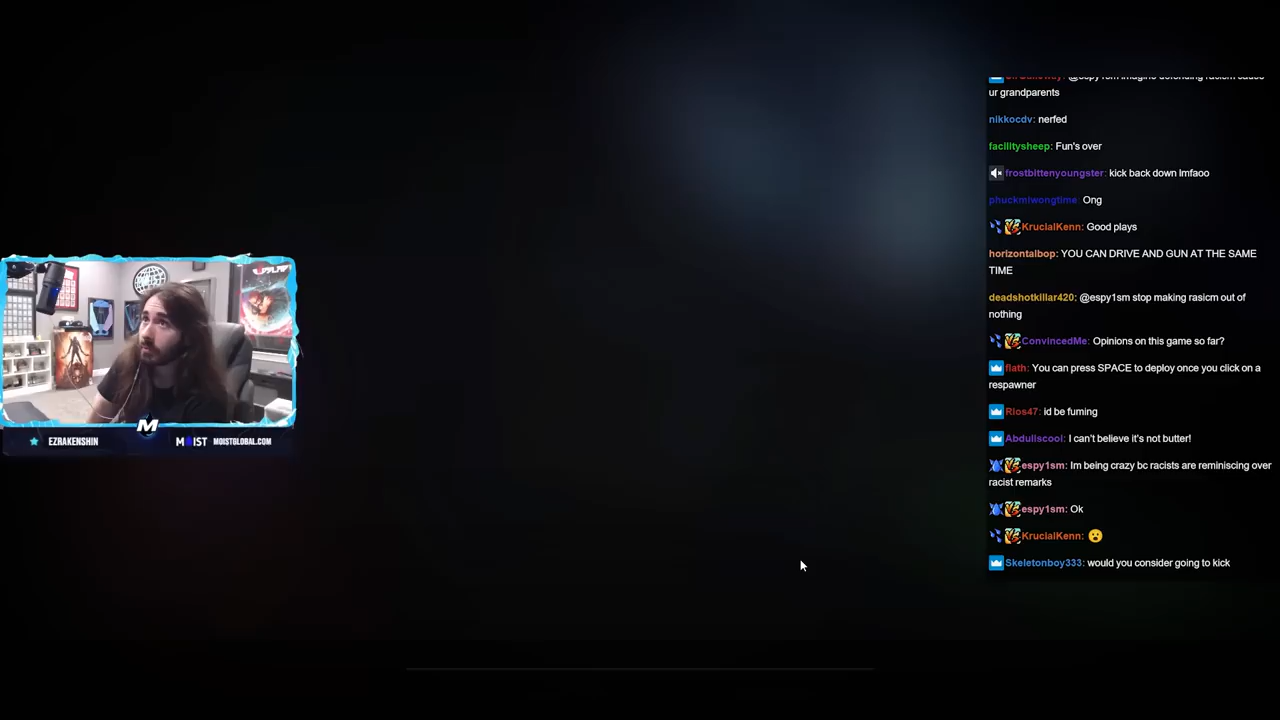 ur grandparents
nikkocdv: nerfed
facilitysheep: Fun's over
frostbittenyoungster: kick back down lmfaoo
phuckmiwongtime: Ong
KrucialKenn: Good plays
horizontalbop: YOU CAN DRIVE AND GUN AT THE SAME
TIME
deadshotkillar420: @espy1sm stop making rasicm out of
nothing
ConvincedMe: Opinions on this game so far?
flath: You can press SPACE to deploy once you click on a
respawner
Rios47: id be fuming
Abdullscool: I can't believe it's not butter!
espy1sm: Im being crazy bc racists are reminiscing over
racist remarks
espy1sm: Ok
KrucialKenn: 😮
Skeletonboy333: would you consider going to kick
M
EZRAKENSHIN
MOIST MOISTGLOBAL.COM